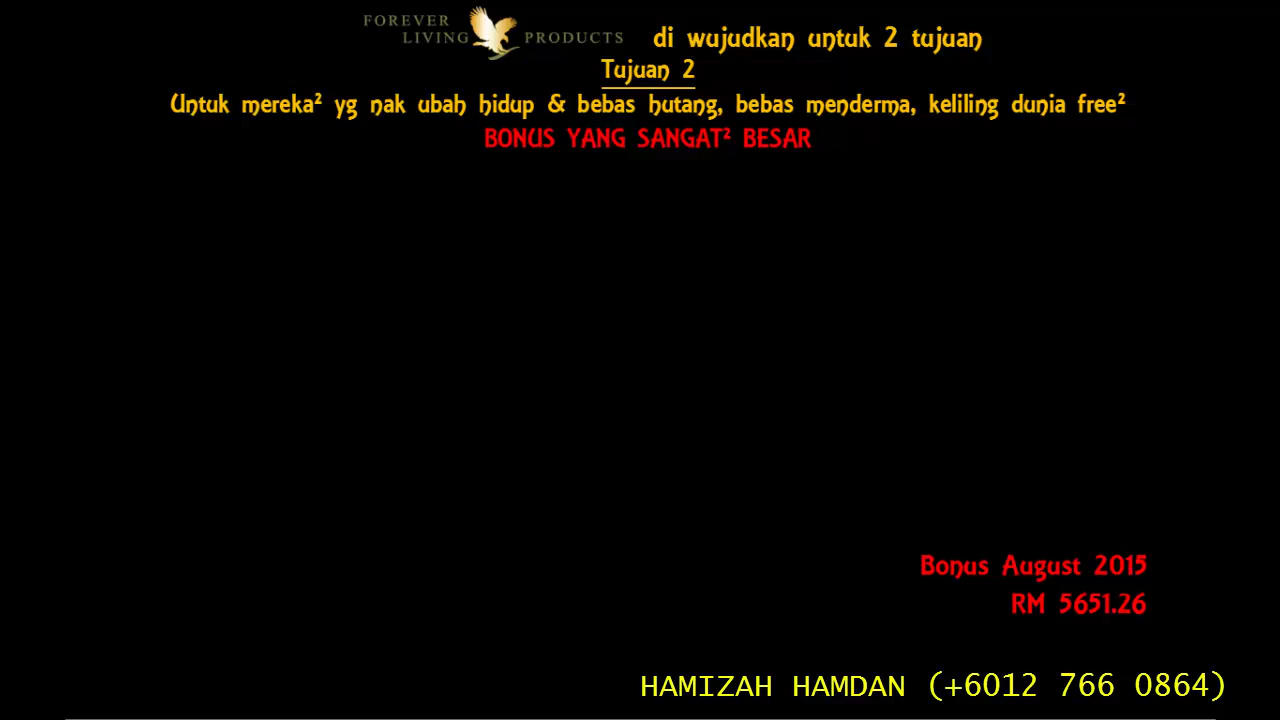 FOREVER LIVING PRODUCTS di wujudkan untuk 2 tujuan
Tujuan 2
Untuk mereka² yg nak ubah hidup & bebas hutang, bebas menderma, keliling dunia free²
BONUS YANG SANGAT² BESAR
Bonus August 2015
RM 5651.26
HAMIZAH HAMDAN (+6012 766 0864)